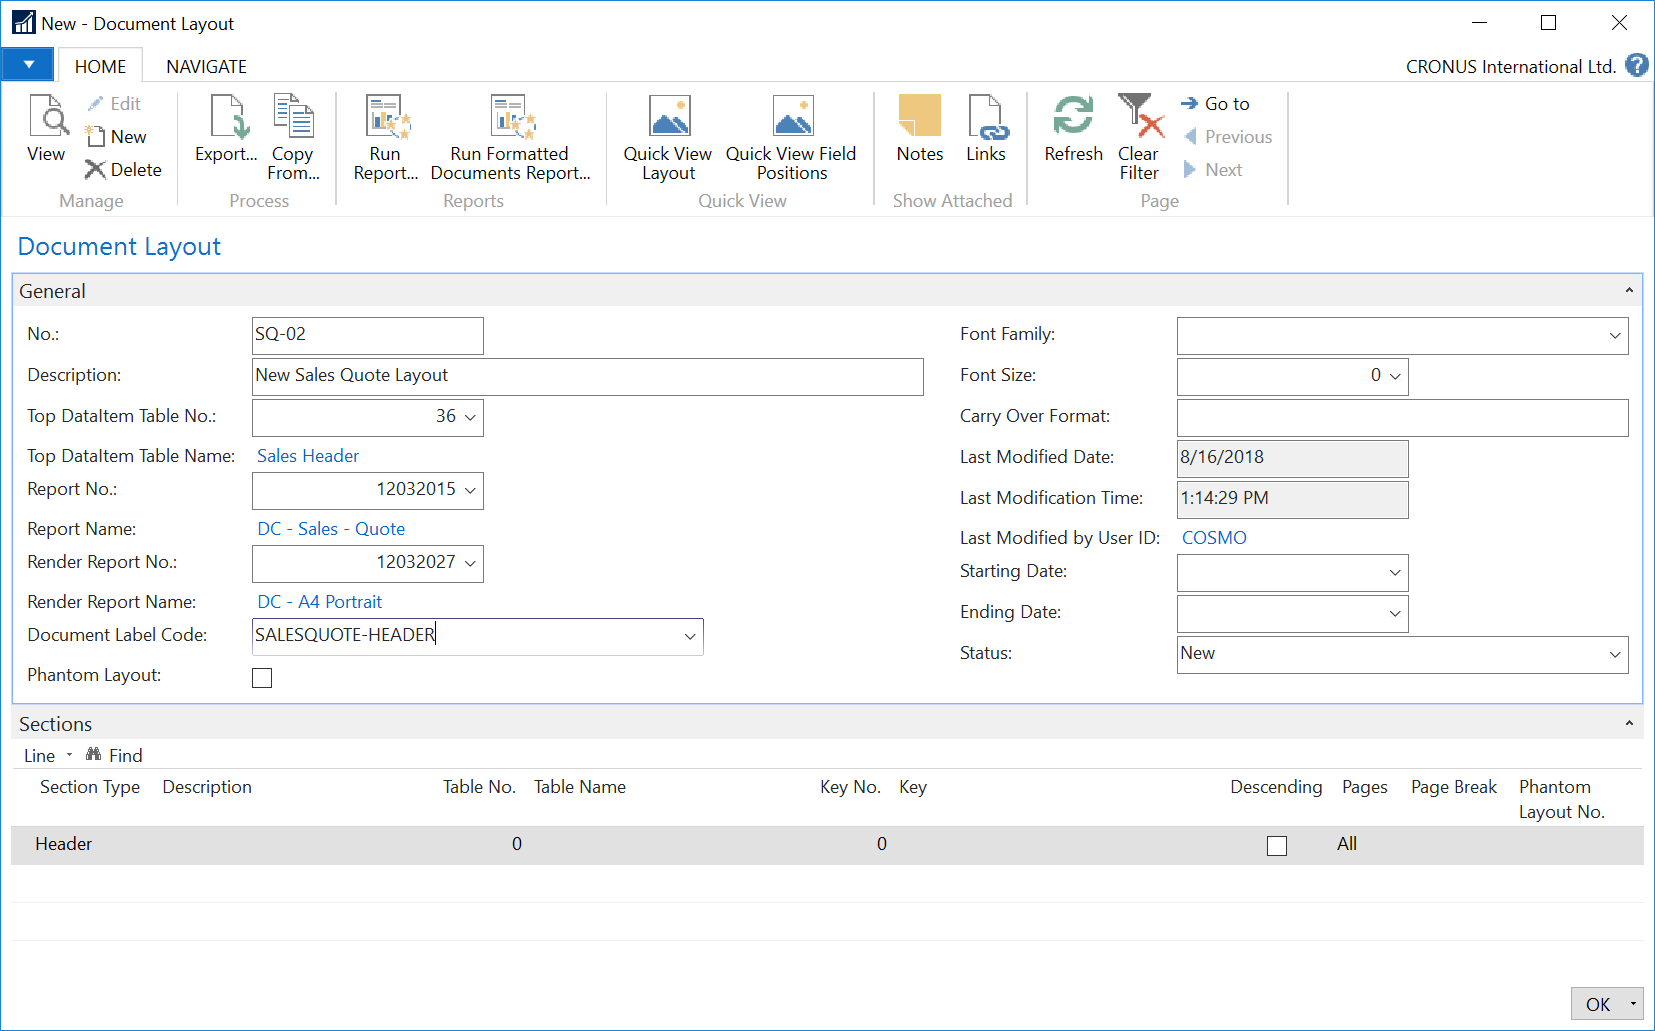 New - Document Layout
HOME
NAVIGATE
CRONUS International Ltd.
?
View
Edit
New
Delete
Manage
Export...
Copy
From...
Process
Run
Report...
Run Formatted
Documents Report...
Reports
Quick View
Layout
Quick View Field
Positions
Quick View
Notes
Links
Show Attached
Refresh
Clear
Filter
Go to
Previous
Next
Page
Document Layout
General
No.: SQ-02
Description: New Sales Quote Layout
Top DataItem Table No.: 36
Top DataItem Table Name: Sales Header
Report No.: 12032015
Report Name: DC - Sales - Quote
Render Report No.: 12032027
Render Report Name: DC - A4 Portrait
Document Label Code: SALESQUOTE-HEADER
Phantom Layout:
Font Family:
Font Size: 0
Carry Over Format:
Last Modified Date: 8/16/2018
Last Modification Time: 1:14:29 PM
Last Modified by User ID: COSMO
Starting Date:
Ending Date:
Status: New
Sections
Line Find
Section Type Description Table No. Table Name Key No. Key Descending Pages Page Break Phantom
Layout No.
Header 0 0 All
OK